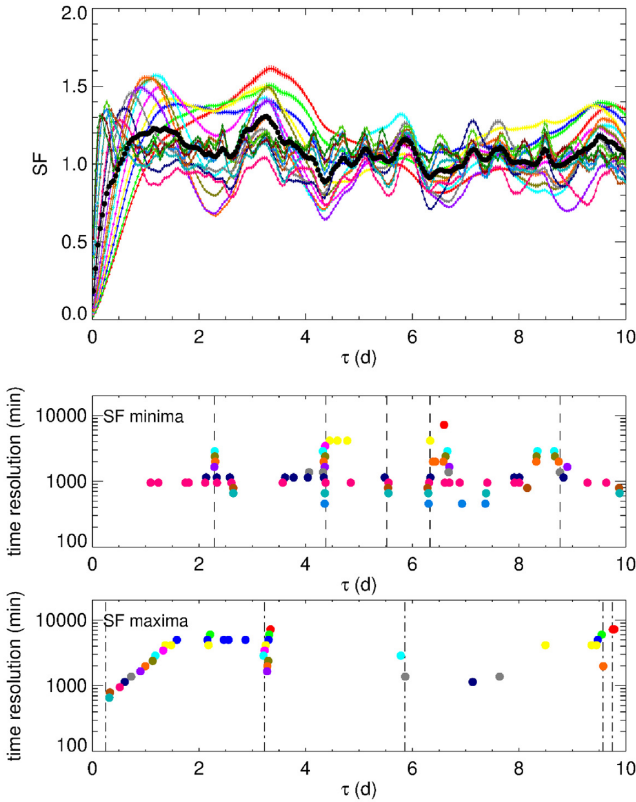 2.0
1.5
1.0
0.5
0.0
SF
0 2 4 6 8 10
τ (d)
SF minima
10000
1000
100
time resolution (min)
0 2 4 6 8 10
τ (d)
SF maxima
10000
1000
100
time resolution (min)
0 2 4 6 8 10
τ (d)